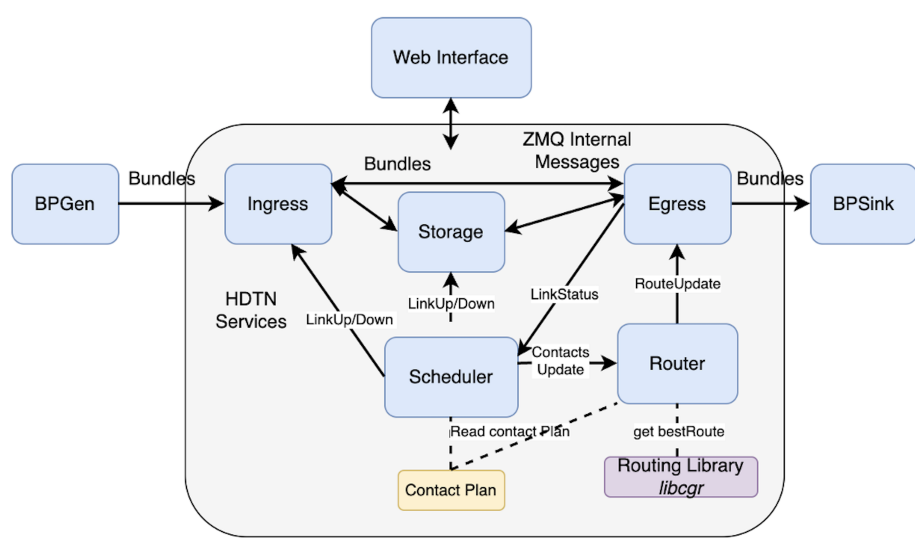 Web Interface
ZMQ Internal
Messages
Bundles
Bundles
Bundles
BPGen
Ingress
Storage
Egress
BPSink
HDTN
Services
LinkUp/Down
LinkUp/Down
LinkStatus
RouteUpdate
Scheduler
Contacts
Update
Router
Read contact Plan
get bestRoute
Contact Plan
Routing Library
libcgr